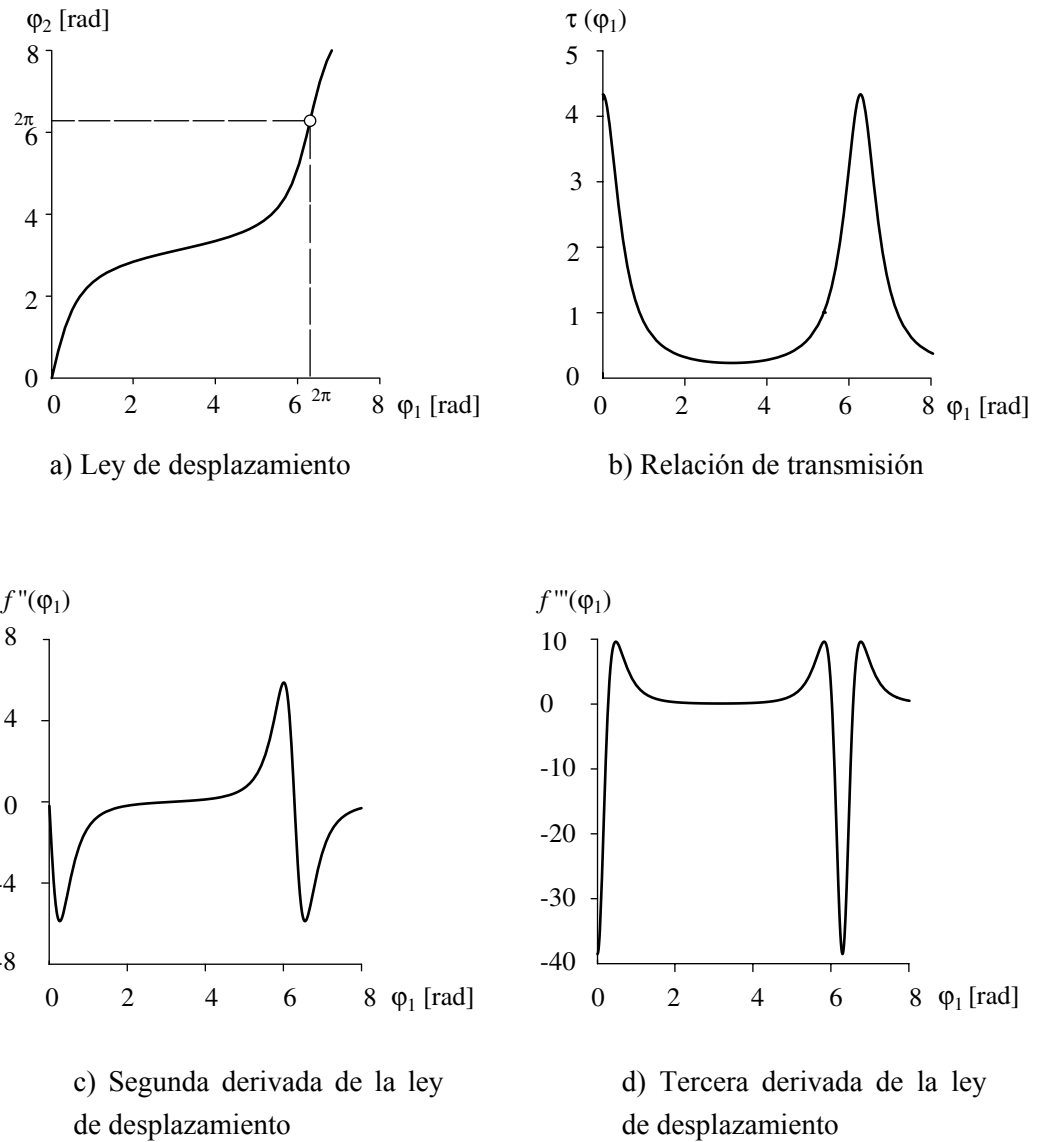 φ₂ [rad]
8
2π
6
4
2
0
0 2 4 6 2π 8 φ₁ [rad]
a) Ley de desplazamiento
τ (φ₁)
5
4
3
2
1
0
0 2 4 6 8 φ₁ [rad]
b) Relación de transmisión
f "(φ₁)
8
4
0
-4
-8
0 2 4 6 8 φ₁ [rad]
c) Segunda derivada de la ley
de desplazamiento
f '''(φ₁)
10
0
-10
-20
-30
-40
0 2 4 6 8 φ₁ [rad]
d) Tercera derivada de la ley
de desplazamiento